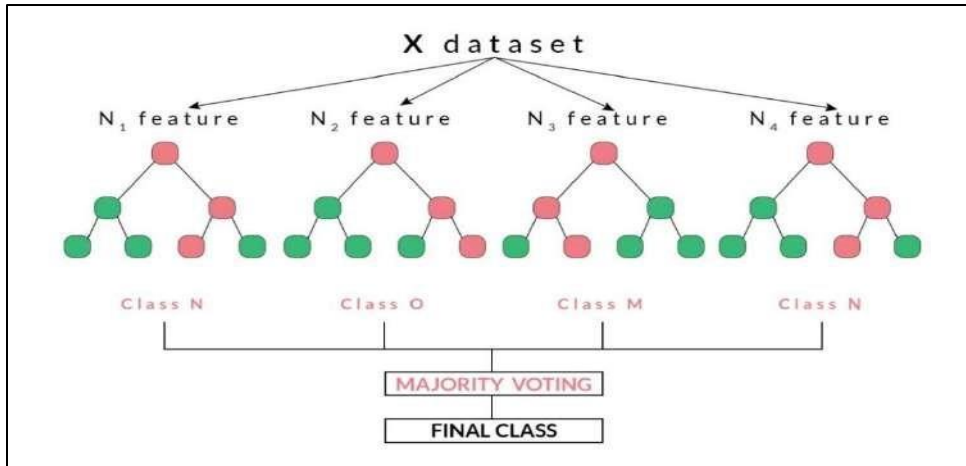 X dataset
N₁ feature N₂ feature N₃ feature N₄ feature
Class N Class O Class M Class N
MAJORITY VOTING
FINAL CLASS